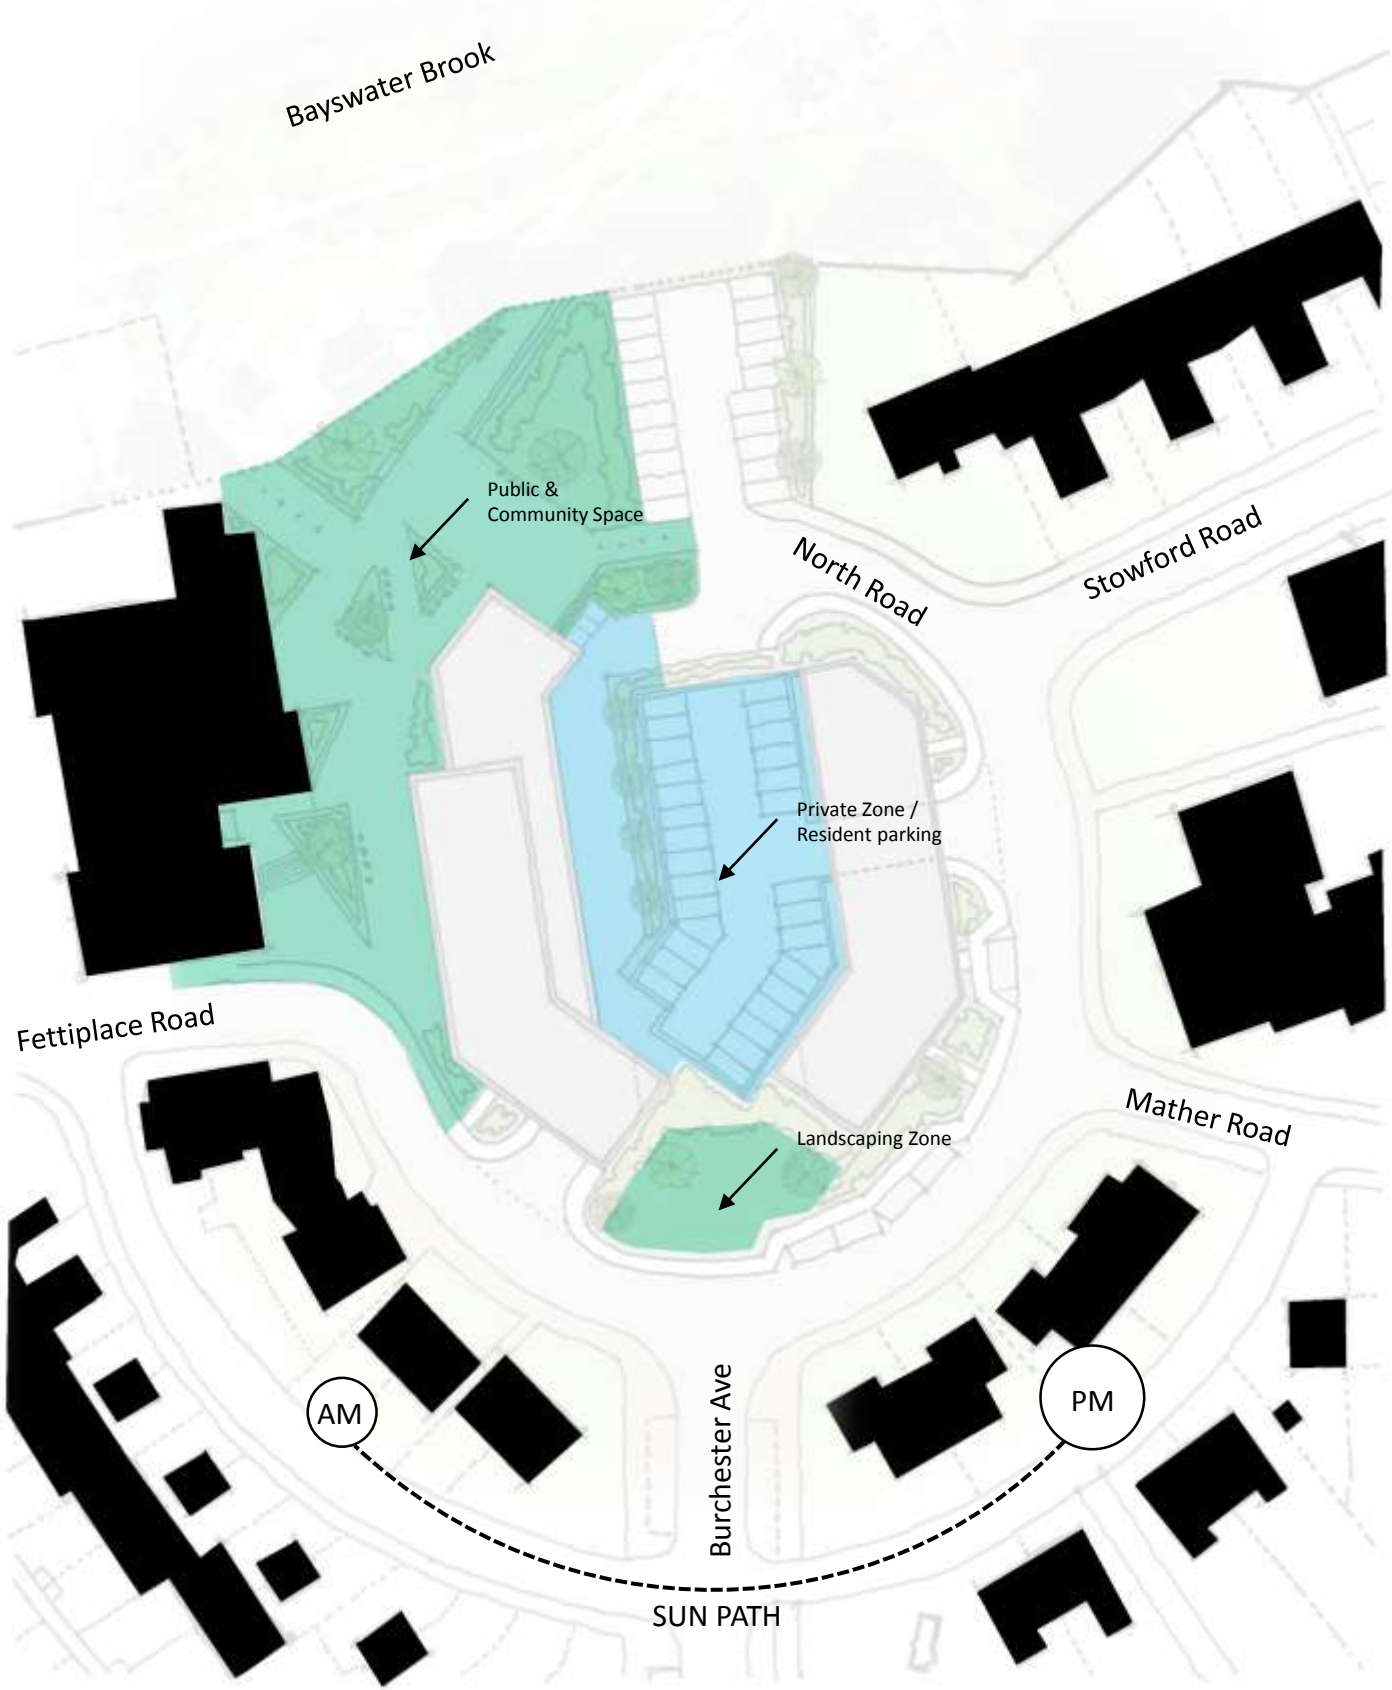 Bayswater Brook
Public &
Community Space
North Road
Stowford Road
Private Zone /
Resident parking
Fettiplace Road
Mather Road
Landscaping Zone
AM
PM
Burchester Ave
SUN PATH